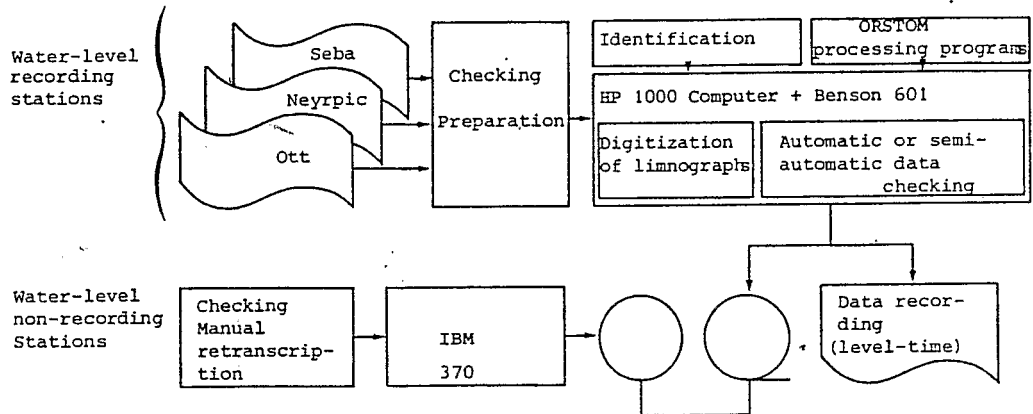 Water-level
recording
stations
Seba
Neyrpic
Ott
Checking
Preparation
Identification
ORSTOM
processing programs
HP 1000 Computer + Benson 601
Digitization
of limnographs
Automatic or semi-
automatic data
checking
Water-level
non-recording
Stations
Checking
Manual
retranscrip-
tion
IBM
370
Data recor-
ding
(level-time)